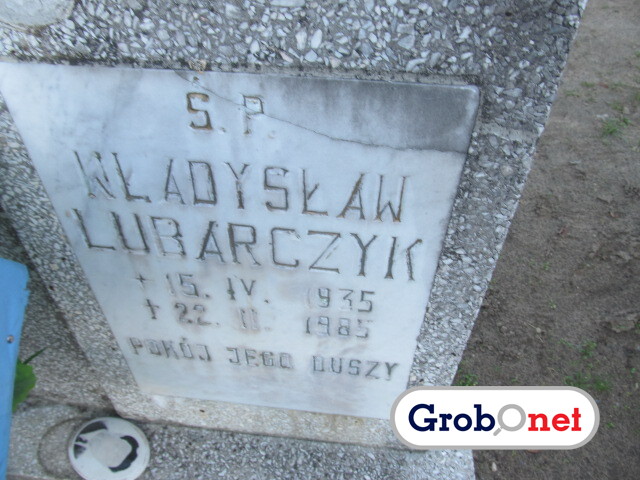 Ś.P.
WŁADYSŁAW
LUBARCZYK
* 15. IV. 1935
† 22. II. 1985
POKÓJ JEGO DUSZY
Grobonet